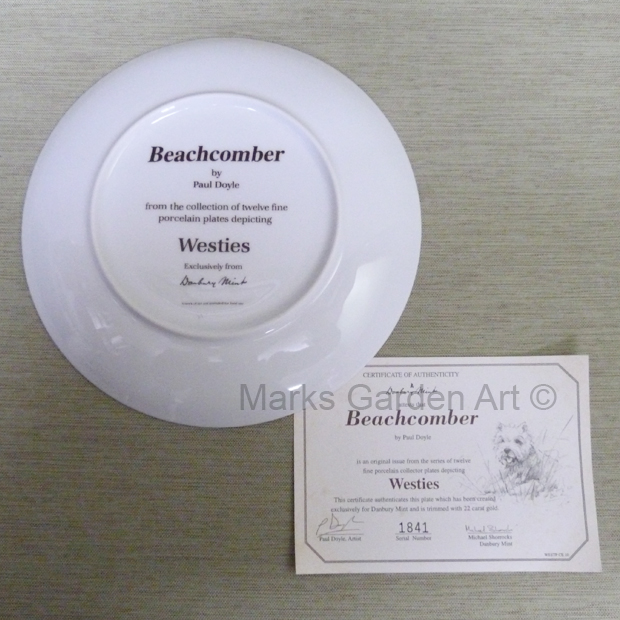 Beachcomber
by
Paul Doyle
from the collection of twelve fine
porcelain plates depicting
Westies
Exclusively from
Danbury Mint
Marks Garden Art ©
CERTIFICATE OF AUTHENTICITY
Danbury Mint
Beachcomber
by Paul Doyle
is an original issue from the series of twelve
fine porcelain collector plates depicting
Westies
This certificate authenticates this plate which has been created
exclusively for Danbury Mint and is trimmed with 22 carat gold.
1841
Paul Doyle, Artist
Serial Number
Michael
Danbury Mint